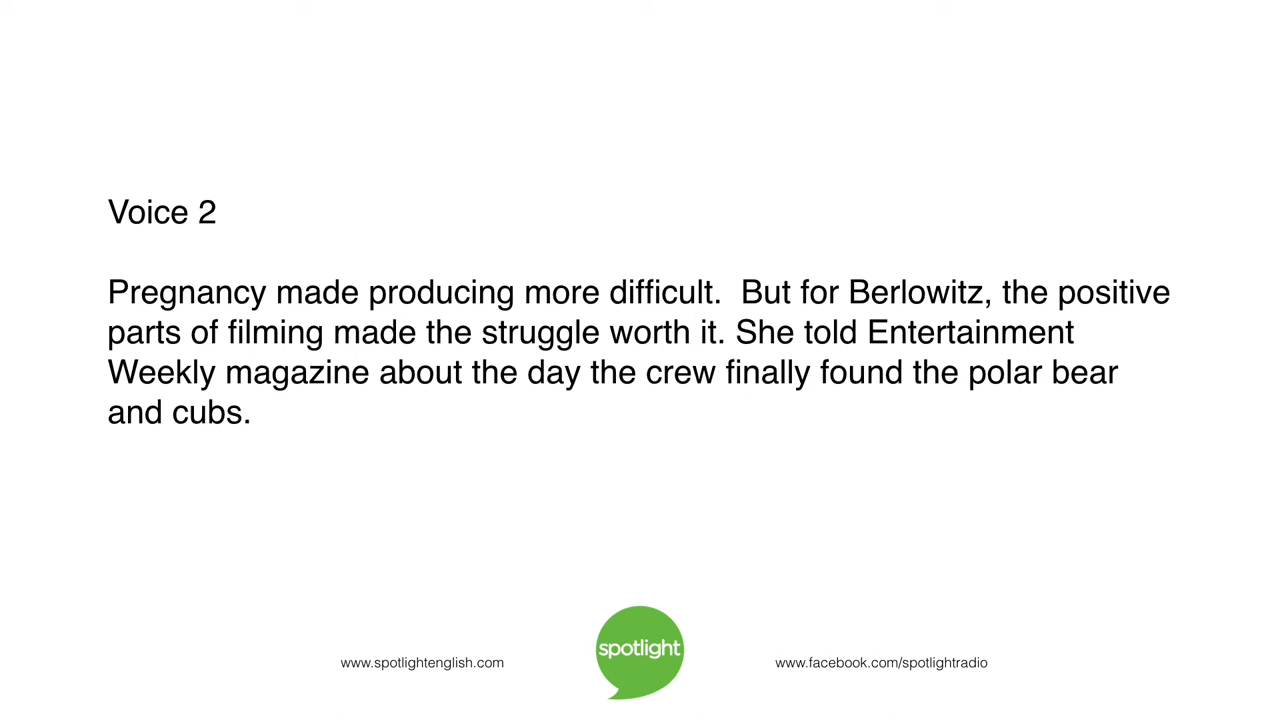 Voice 2
Pregnancy made producing more difficult.  But for Berlowitz, the positive
parts of filming made the struggle worth it. She told Entertainment
Weekly magazine about the day the crew finally found the polar bear
and cubs.
spotlight
www.spotlightenglish.com
www.facebook.com/spotlightradio